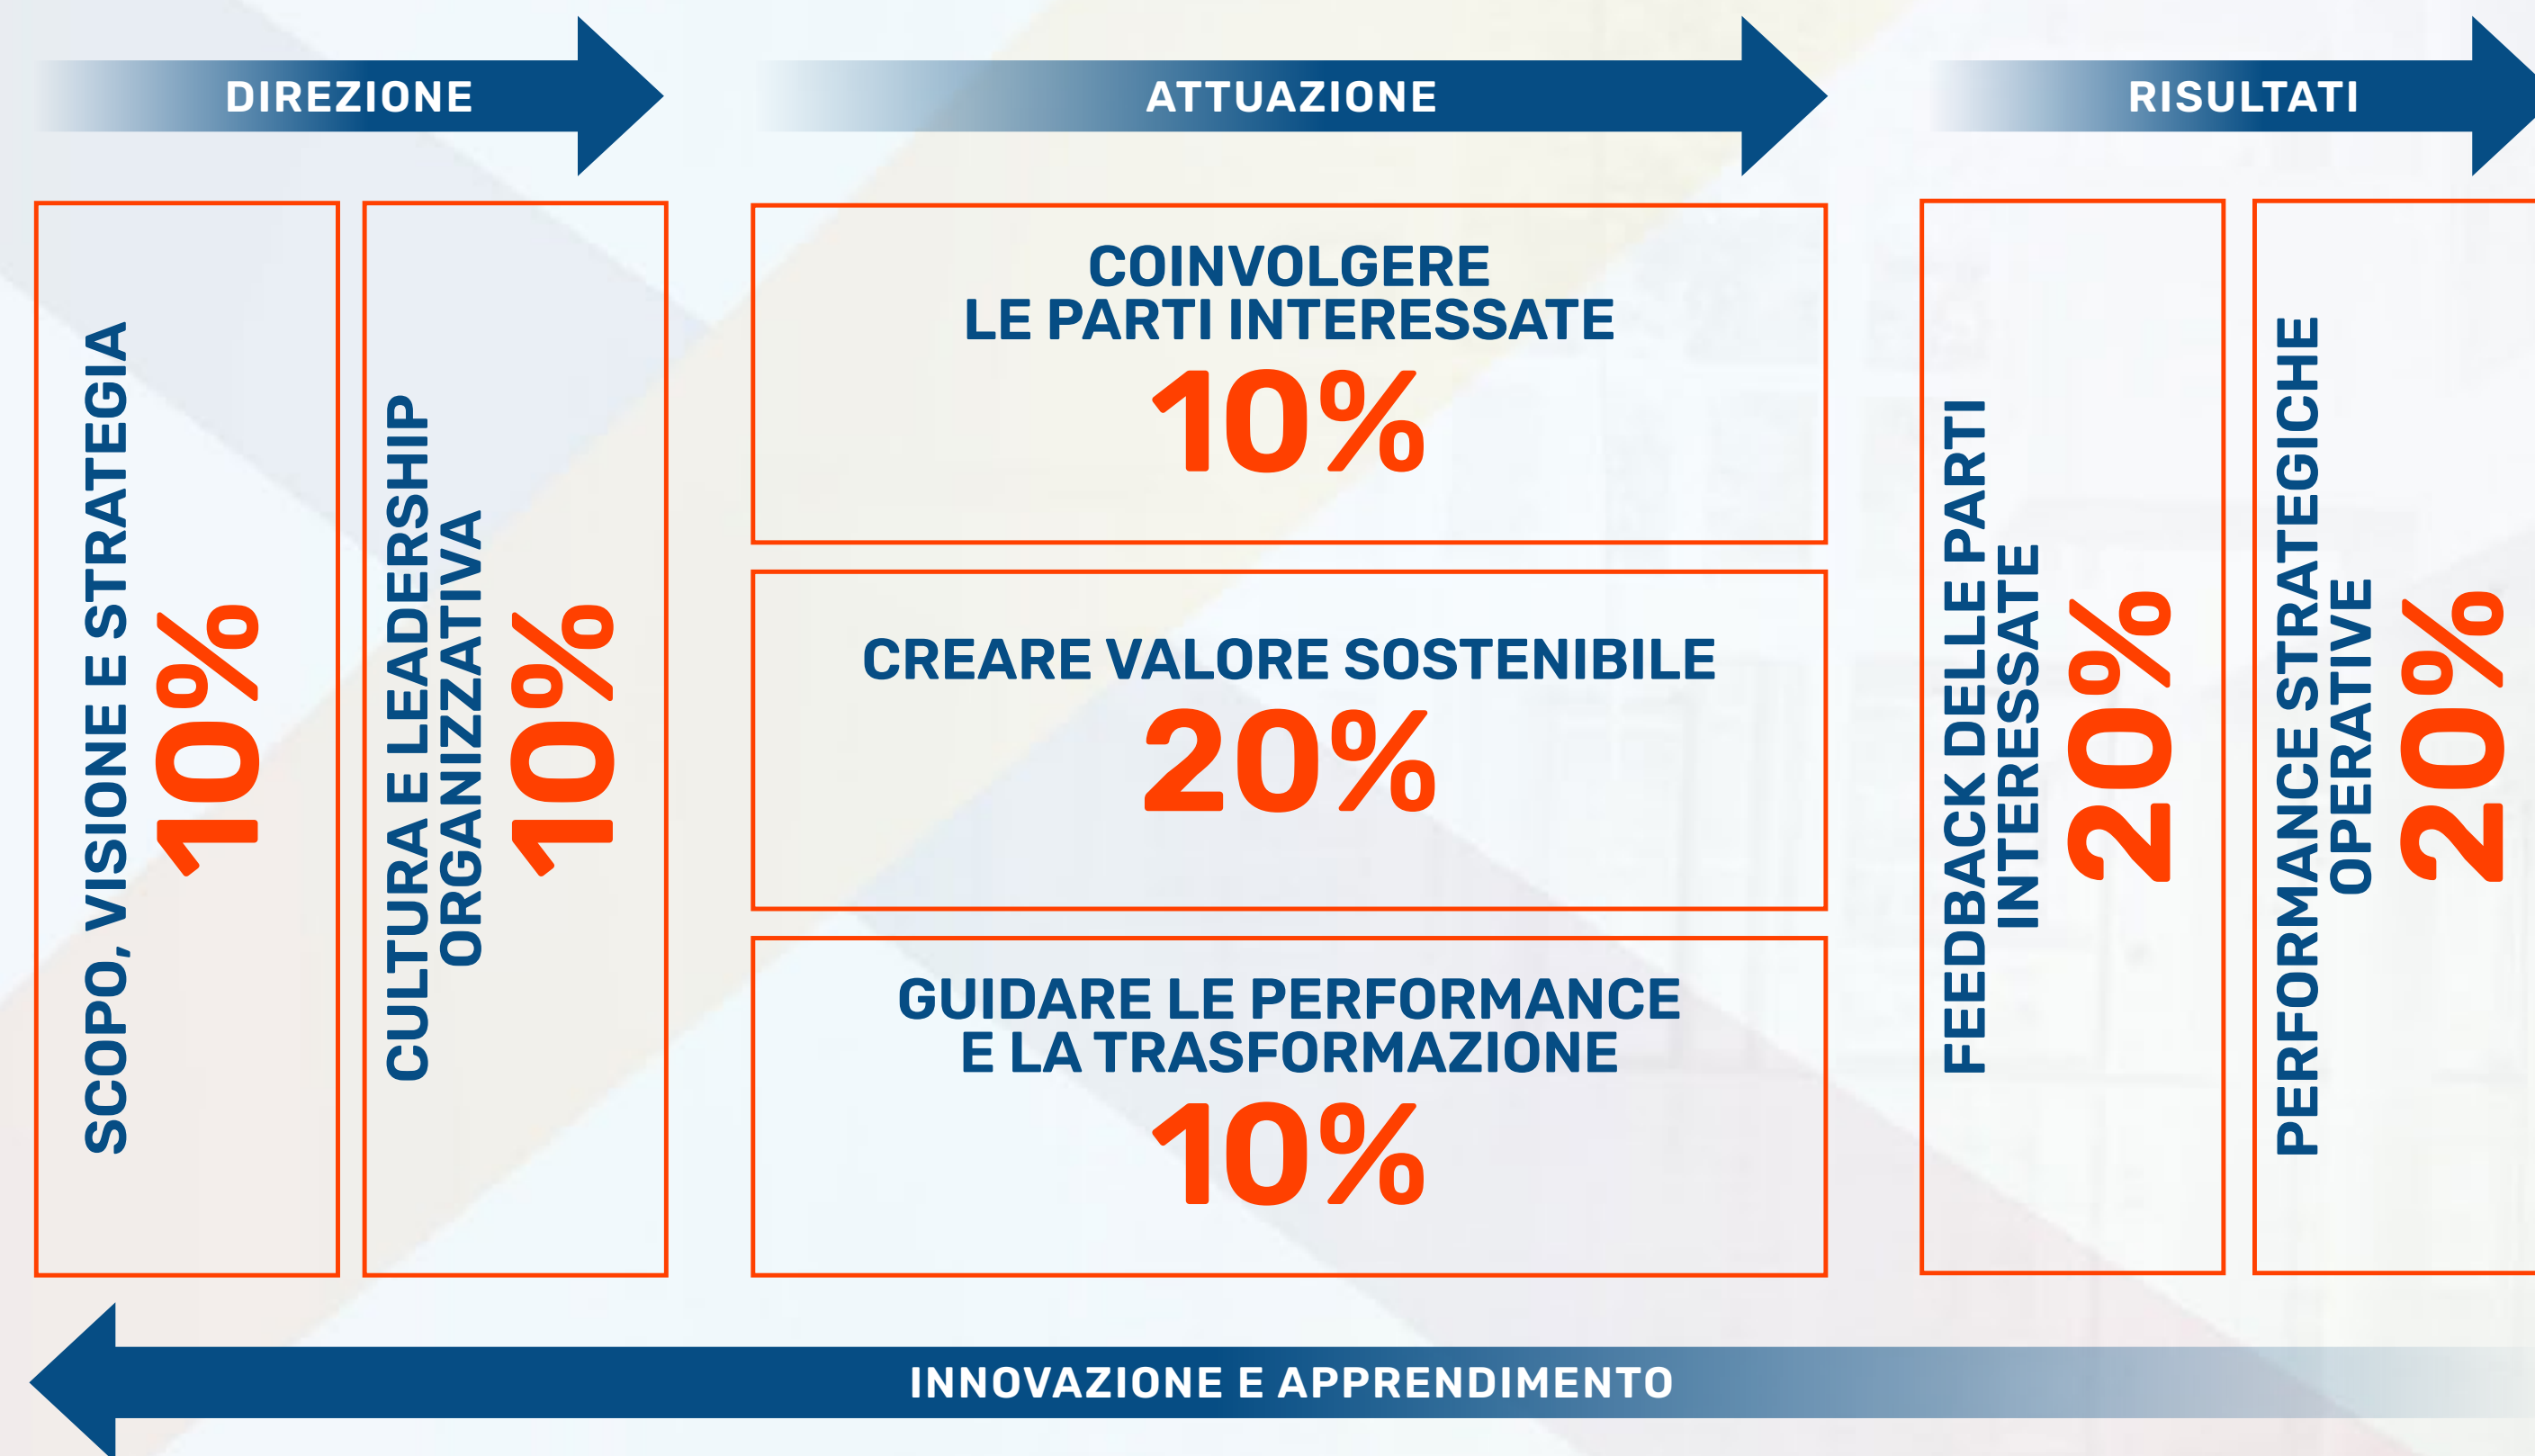 DIREZIONE
ATTUAZIONE
RISULTATI
SCOPO, VISIONE E STRATEGIA
10%
CULTURA E LEADERSHIP
ORGANIZZATIVA
10%
COINVOLGERE
LE PARTI INTERESSATE
10%
CREARE VALORE SOSTENIBILE
20%
GUIDARE LE PERFORMANCE
E LA TRASFORMAZIONE
10%
FEEDBACK DELLE PARTI
INTERESSATE
20%
PERFORMANCE STRATEGICHE
OPERATIVE
20%
INNOVAZIONE E APPRENDIMENTO